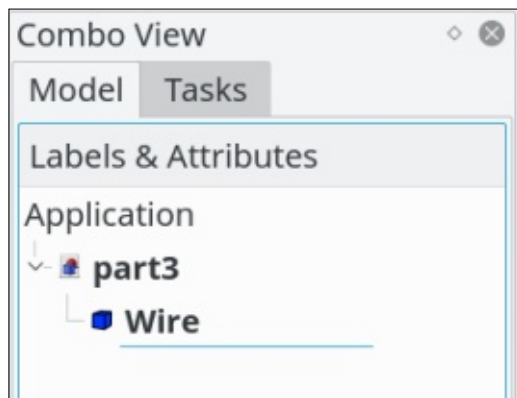 Combo View
Model Tasks
Labels & Attributes
Application
part3
Wire